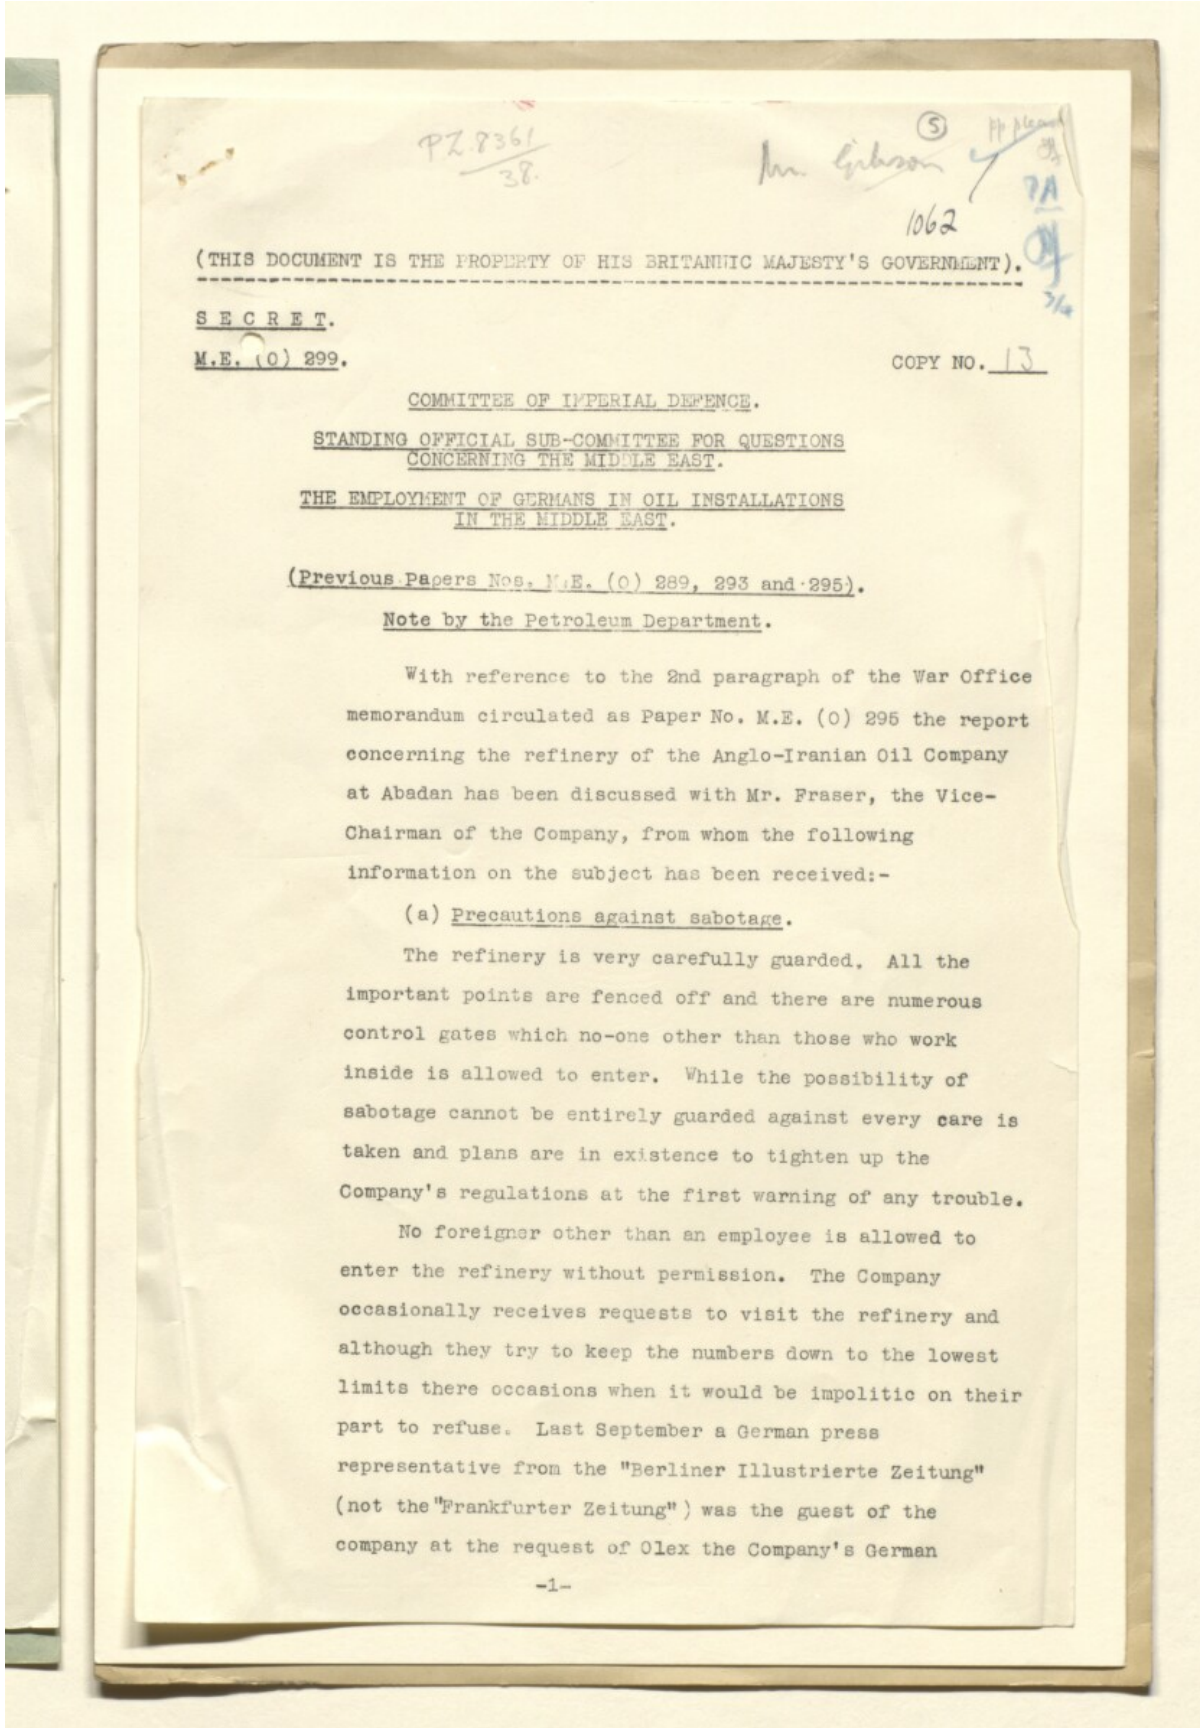 P.Z. 8361
38.
5
Mr. Gibson
1062
(THIS DOCUMENT IS THE PROPERTY OF HIS BRITANNIC MAJESTY'S GOVERNMENT).
S E C R E T.
M.E. (O) 299.
COPY NO. 13
COMMITTEE OF IMPERIAL DEFENCE.
STANDING OFFICIAL SUB-COMMITTEE FOR QUESTIONS
CONCERNING THE MIDDLE EAST.
THE EMPLOYMENT OF GERMANS IN OIL INSTALLATIONS
IN THE MIDDLE EAST.
(Previous Papers Nos. M.E. (O) 289, 293 and 295).
Note by the Petroleum Department.
With reference to the 2nd paragraph of the War Office
memorandum circulated as Paper No. M.E. (O) 295 the report
concerning the refinery of the Anglo-Iranian Oil Company
at Abadan has been discussed with Mr. Fraser, the Vice-
Chairman of the Company, from whom the following
information on the subject has been received:-
(a) Precautions against sabotage.
The refinery is very carefully guarded. All the
important points are fenced off and there are numerous
control gates which no-one other than those who work
inside is allowed to enter. While the possibility of
sabotage cannot be entirely guarded against every care is
taken and plans are in existence to tighten up the
Company's regulations at the first warning of any trouble.
No foreigner other than an employee is allowed to
enter the refinery without permission. The Company
occasionally receives requests to visit the refinery and
although they try to keep the numbers down to the lowest
limits there occasions when it would be impolitic on their
part to refuse. Last September a German press
representative from the "Berliner Illustrierte Zeitung"
(not the "Frankfurter Zeitung") was the guest of the
company at the request of Olex the Company's German
-1-